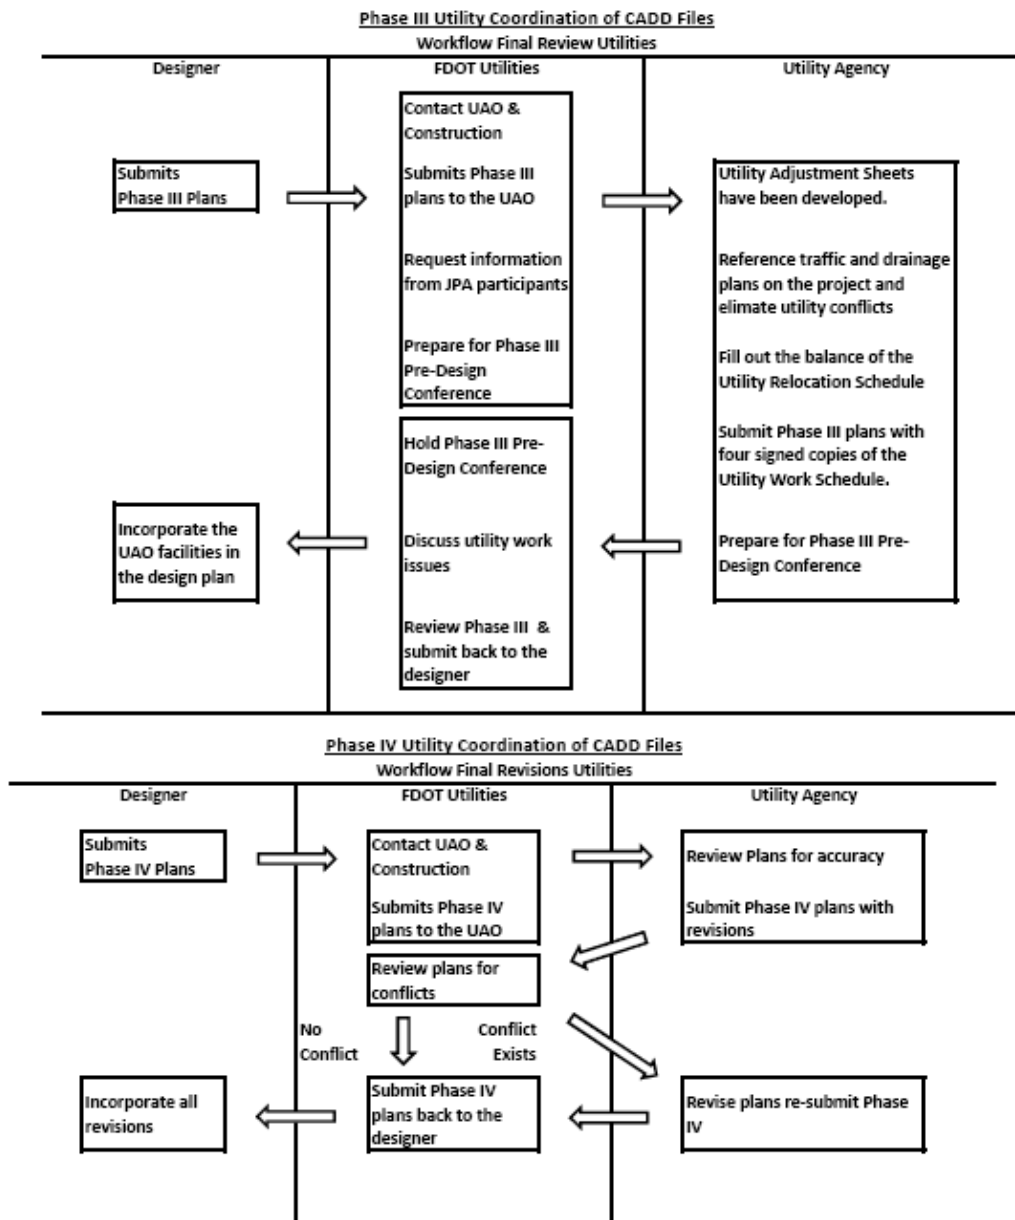 Phase III Utility Coordination of CADD Files
Workflow Final Review Utilities
Designer
FDOT Utilities
Utility Agency
Submits
Phase III Plans
Contact UAO &
Construction
Submits Phase III
plans to the UAO
Request information
from JPA participants
Prepare for Phase III
Pre-Design
Conference
Utility Adjustment Sheets
have been developed.
Reference traffic and drainage
plans on the project and
elimate utility conflicts
Fill out the balance of the
Utility Relocation Schedule
Submit Phase III plans with
four signed copies of the
Utility Work Schedule.
Prepare for Phase III Pre-
Design Conference
Hold Phase III Pre-
Design Conference
Discuss utility work
issues
Review Phase III & 
submit back to the
designer
Incorporate the
UAO facilities in
the design plan
Phase IV Utility Coordination of CADD Files
Workflow Final Revisions Utilities
Designer
FDOT Utilities
Utility Agency
Submits
Phase IV Plans
Contact UAO &
Construction
Submits Phase IV
plans to the UAO
Review Plans for accuracy
Submit Phase IV plans with
revisions
Review plans for
conflicts
No
Conflict
Conflict
Exists
Submit Phase IV
plans back to the
designer
Revise plans re-submit Phase
IV
Incorporate all
revisions